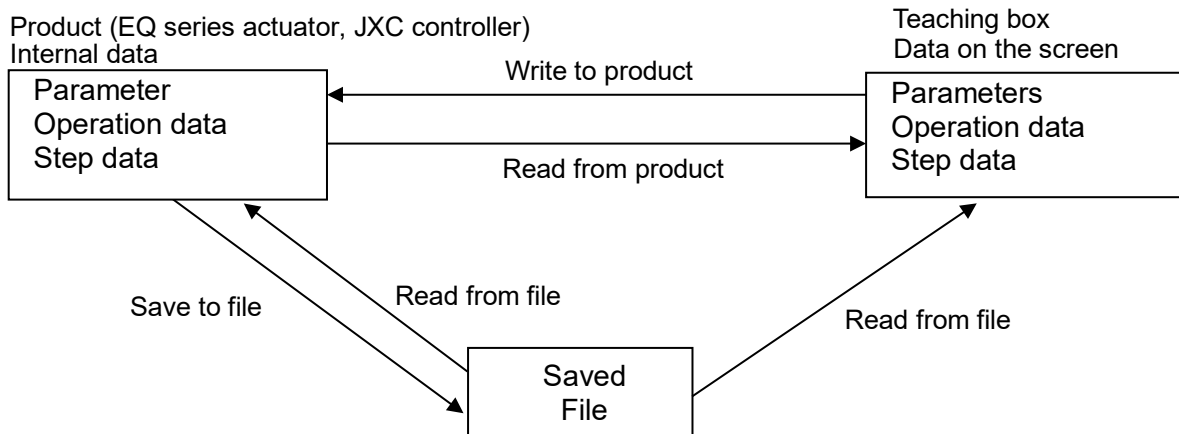 Product (EQ series actuator, JXC controller)
Internal data
Parameter
Operation data
Step data
Write to product
Read from product
Teaching box
Data on the screen
Parameters
Operation data
Step data
Save to file
Read from file
Read from file
Saved
File